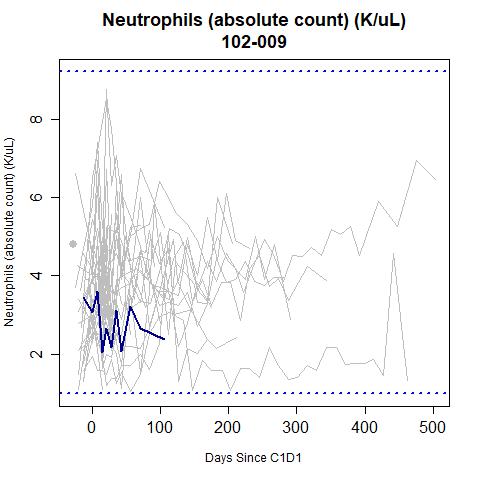 Neutrophils (absolute count) (K/uL)
102-009
Neutrophils (absolute count) (K/uL)
8
6
4
2
0 100 200 300 400 500
Days Since C1D1